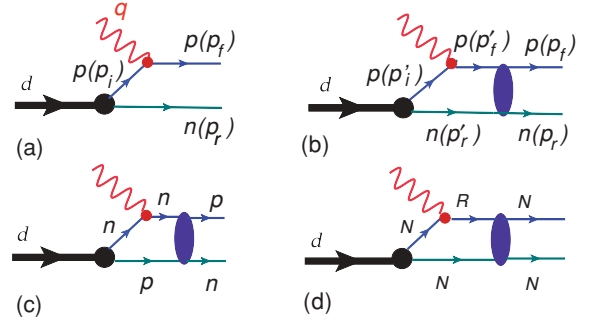 q
p(p_f)
p(p_i)
d
n(p_r)
(a)
p(p'_f) p(p_f)
p(p'_i)
d
n(p'_r) n(p_r)
(b)
n p
n
d
p n
(c)
R N
N
d
N N
(d)